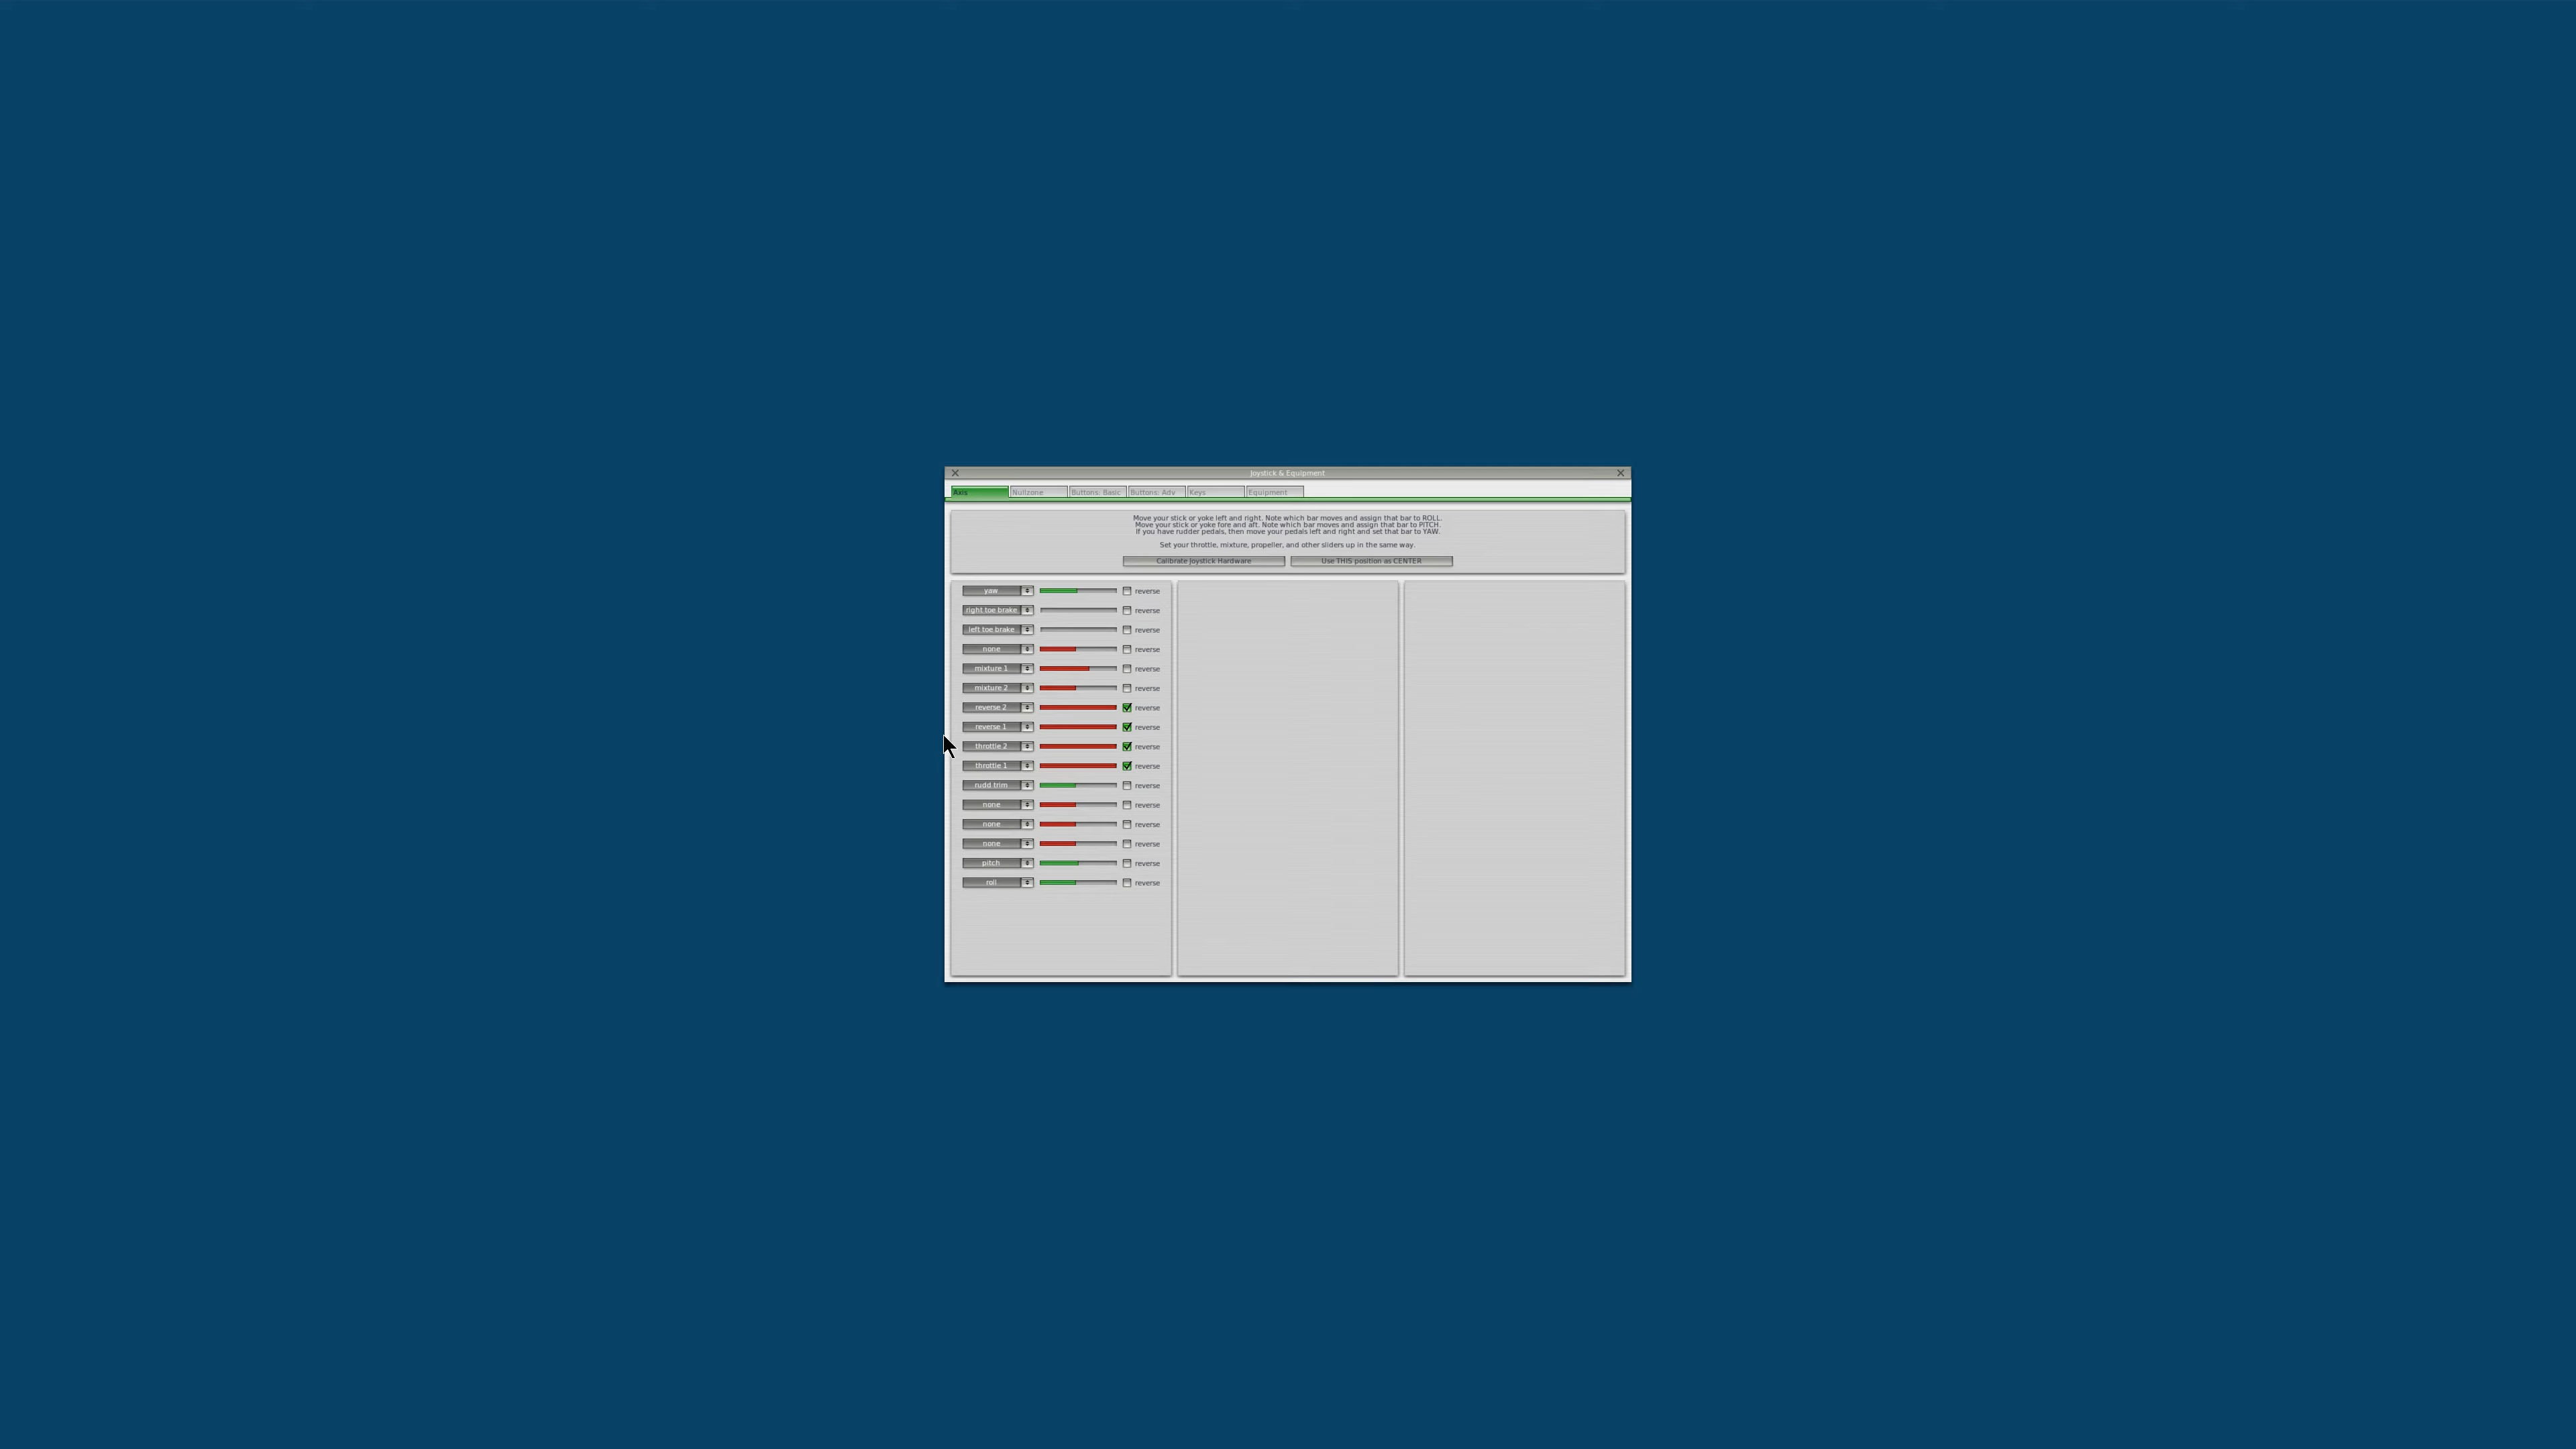 Joystick & Equipment
Axis Nullzone Buttons: Basic Buttons: Adv Keys Equipment
Move your stick or yoke left and right. Note which bar moves and assign that bar to ROLL.
Move your stick or yoke fore and aft. Note which bar moves and assign that bar to PITCH.
If you have rudder pedals, then move your pedals left and right and set that bar to YAW.
Set your throttle, mixture, propeller, and other sliders up in the same way.
Calibrate Joystick Hardware Use THIS position as CENTER
yaw reverse
right toe brake reverse
left toe brake reverse
none reverse
mixture 1 reverse
mixture 2 reverse
reverse 2 reverse
reverse 1 reverse
throttle 2 reverse
throttle 1 reverse
rudd trim reverse
none reverse
none reverse
none reverse
pitch reverse
roll reverse